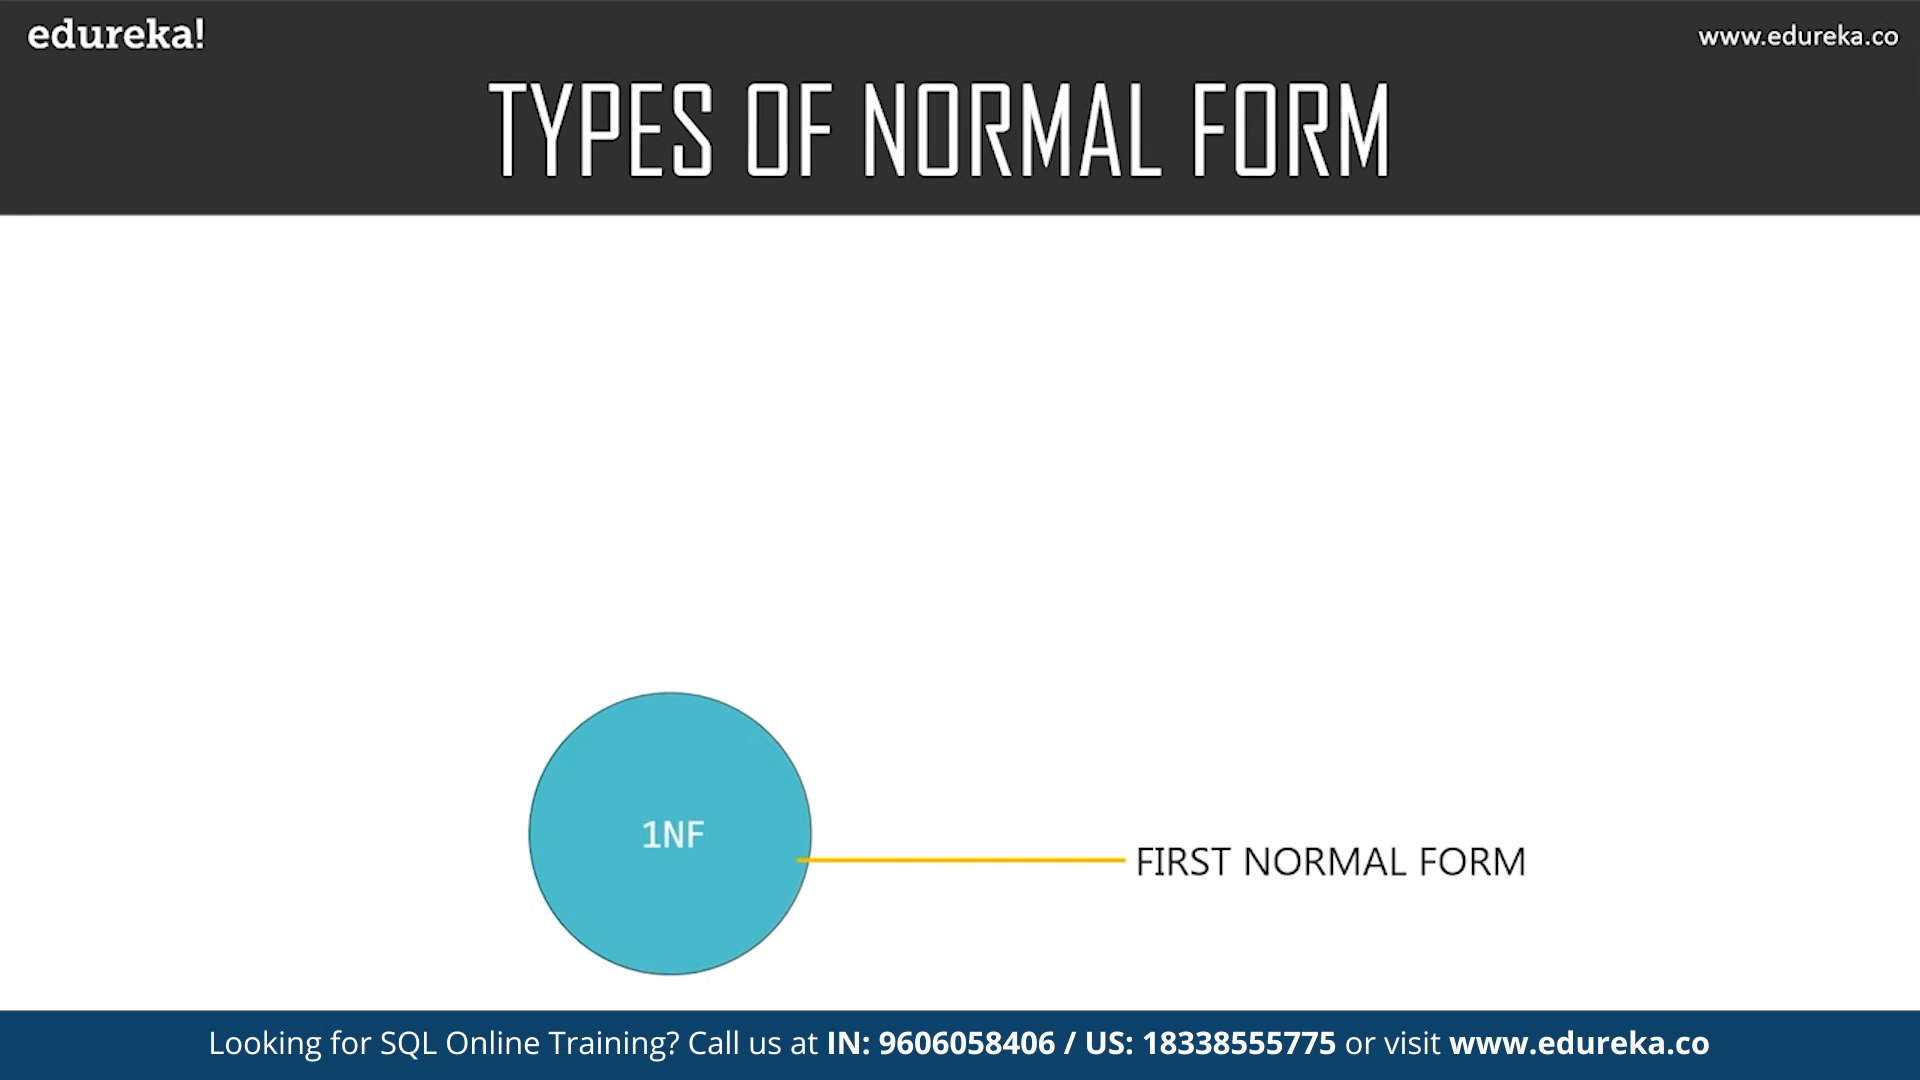 edureka!
www.edureka.co
TYPES OF NORMAL FORM
1NF
FIRST NORMAL FORM
Looking for SQL Online Training? Call us at IN: 9606058406 / US: 18338555775 or visit www.edureka.co